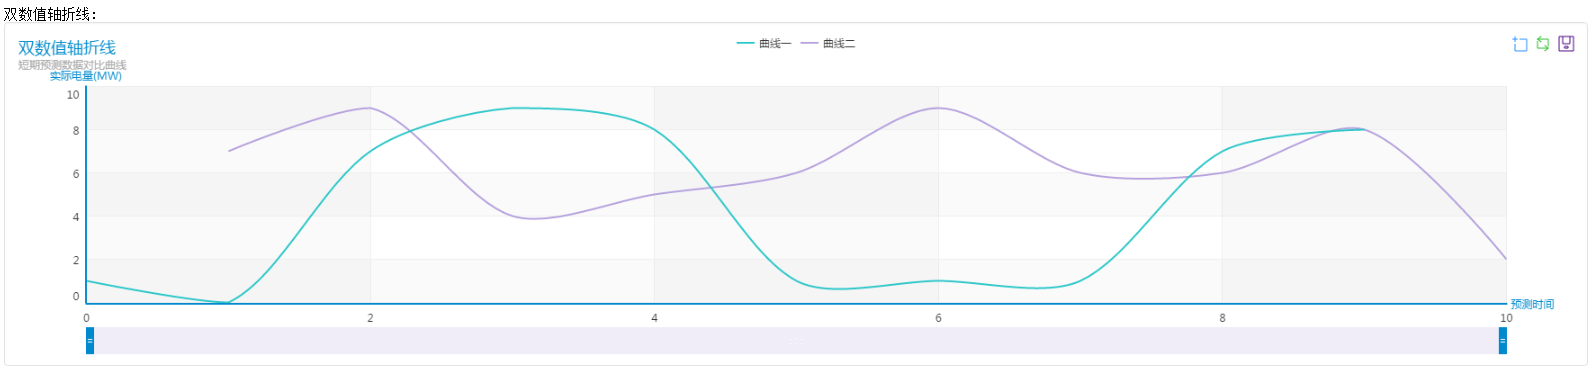 双数值轴折线：
双数值轴折线
短期预测数据对比曲线
曲线一 曲线二
实际电量(MW)
10
8
6
4
2
0
预测时间
0 2 4 6 8 10